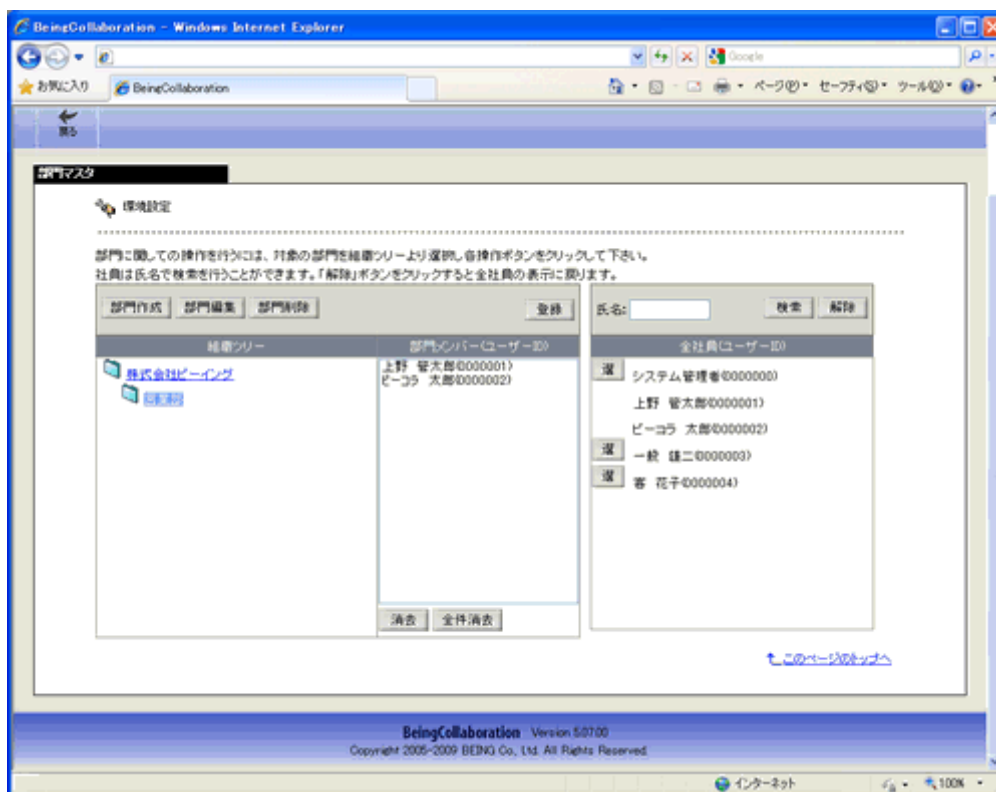 BeingCollaboration - Windows Internet Explorer
Google
お気に入り
BeingCollaboration
ページ(P)
セーフティ(S)
ツール(O)
戻る
部門マスタ
環境設定
部門に関しての操作を行うには、対象の部門を組織ツリーより選択し各操作ボタンをクリックして下さい。
社員は氏名で検索を行うことができます。「解除」ボタンをクリックすると全社員の表示に戻ります。
部門作成
部門編集
部門削除
登録
氏名:
検索
解除
組織ツリー
部門メンバー(ユーザーID)
全社員(ユーザーID)
株式会社ビーイング
上野 管太郎(0000001)
ビーコラ 太郎(0000002)
選 システム管理者(0000000)
上野 管太郎(0000001)
ビーコラ 太郎(0000002)
選 一般 雄二(0000003)
選 客 花子(0000004)
消去
全件消去
このページのトップへ
BeingCollaboration Version 5.07.00
Copyright 2005-2009 BEING Co., Ltd. All Rights Reserved.
インターネット
100%